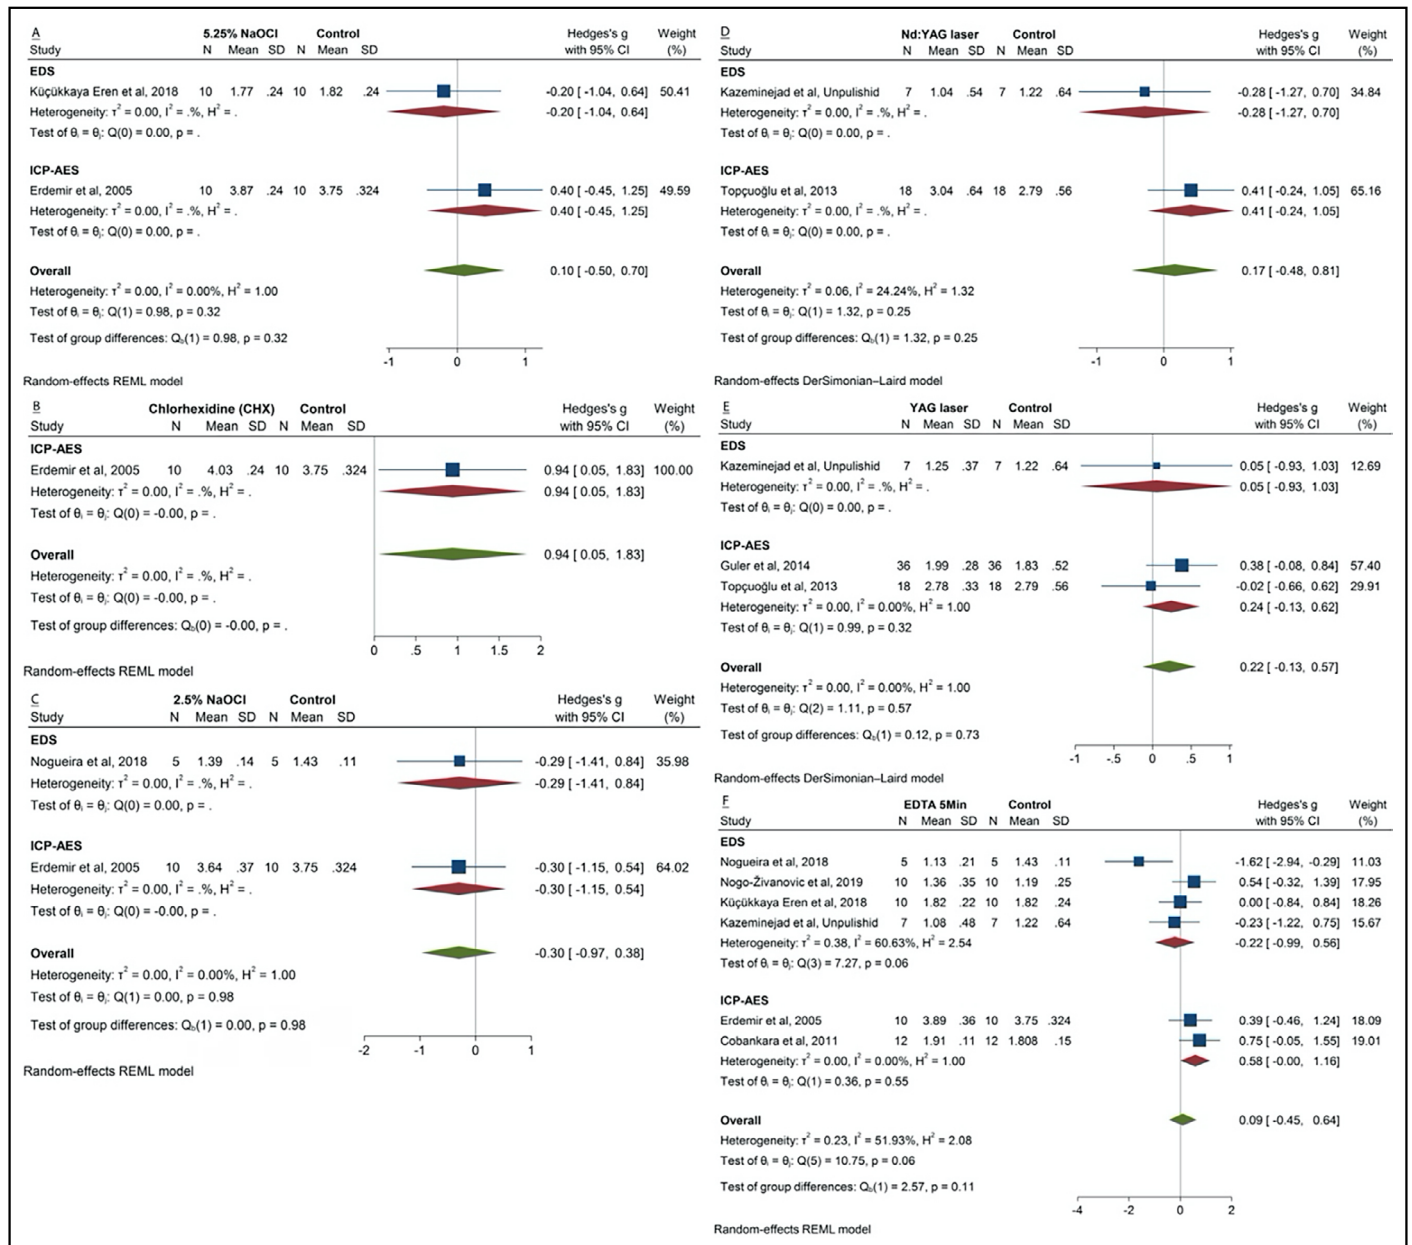 A
5.25% NaOCl Control Hedges's g Weight
Study N Mean SD N Mean SD with 95% CI (%)
EDS
Küçükkaya Eren et al, 2018 10 1.77 .24 10 1.82 .24 -0.20 [ -1.04, 0.64] 50.41
Heterogeneity: τ² = 0.00, I² = .%, H² = . -0.20 [ -1.04, 0.64]
Test of θᵢ = θⱼ: Q(0) = 0.00, p = .
ICP-AES
Erdemir et al, 2005 10 3.87 .24 10 3.75 .324 0.40 [ -0.45, 1.25] 49.59
Heterogeneity: τ² = 0.00, I² = .%, H² = . 0.40 [ -0.45, 1.25]
Test of θᵢ = θⱼ: Q(0) = 0.00, p = .
Overall 0.10 [ -0.50, 0.70]
Heterogeneity: τ² = 0.00, I² = 0.00%, H² = 1.00
Test of θᵢ = θⱼ: Q(1) = 0.98, p = 0.32
Test of group differences: Q_b(1) = 0.98, p = 0.32
-1 0 1
Random-effects REML model
B
Chlorhexidine (CHX) Control Hedges's g Weight
Study N Mean SD N Mean SD with 95% CI (%)
ICP-AES
Erdemir et al, 2005 10 4.03 .24 10 3.75 .324 0.94 [ 0.05, 1.83] 100.00
Heterogeneity: τ² = 0.00, I² = .%, H² = . 0.94 [ 0.05, 1.83]
Test of θᵢ = θⱼ: Q(0) = -0.00, p = .
Overall 0.94 [ 0.05, 1.83]
Heterogeneity: τ² = 0.00, I² = .%, H² = .
Test of θᵢ = θⱼ: Q(0) = -0.00, p = .
Test of group differences: Q_b(0) = -0.00, p = .
0 .5 1 1.5 2
Random-effects REML model
C
2.5% NaOCl Control Hedges's g Weight
Study N Mean SD N Mean SD with 95% CI (%)
EDS
Nogueira et al, 2018 5 1.39 .14 5 1.43 .11 -0.29 [ -1.41, 0.84] 35.98
Heterogeneity: τ² = 0.00, I² = .%, H² = . -0.29 [ -1.41, 0.84]
Test of θᵢ = θⱼ: Q(0) = 0.00, p = .
ICP-AES
Erdemir et al, 2005 10 3.64 .37 10 3.75 .324 -0.30 [ -1.15, 0.54] 64.02
Heterogeneity: τ² = 0.00, I² = .%, H² = . -0.30 [ -1.15, 0.54]
Test of θᵢ = θⱼ: Q(0) = -0.00, p = .
Overall -0.30 [ -0.97, 0.38]
Heterogeneity: τ² = 0.00, I² = 0.00%, H² = 1.00
Test of θᵢ = θⱼ: Q(1) = 0.00, p = 0.98
Test of group differences: Q_b(1) = 0.00, p = 0.98
-2 -1 0 1
Random-effects REML model
D
Nd:YAG laser Control Hedges's g Weight
Study N Mean SD N Mean SD with 95% CI (%)
EDS
Kazeminejad et al, Unpulishid 7 1.04 .54 7 1.22 .64 -0.28 [ -1.27, 0.70] 34.84
Heterogeneity: τ² = 0.00, I² = .%, H² = . -0.28 [ -1.27, 0.70]
Test of θᵢ = θⱼ: Q(0) = 0.00, p = .
ICP-AES
Topçuoğlu et al, 2013 18 3.04 .64 18 2.79 .56 0.41 [ -0.24, 1.05] 65.16
Heterogeneity: τ² = 0.00, I² = .%, H² = . 0.41 [ -0.24, 1.05]
Test of θᵢ = θⱼ: Q(0) = 0.00, p = .
Overall 0.17 [ -0.48, 0.81]
Heterogeneity: τ² = 0.06, I² = 24.24%, H² = 1.32
Test of θᵢ = θⱼ: Q(1) = 1.32, p = 0.25
Test of group differences: Q_b(1) = 1.32, p = 0.25
-1 0 1
Random-effects DerSimonian–Laird model
E
YAG laser Control Hedges's g Weight
Study N Mean SD N Mean SD with 95% CI (%)
EDS
Kazeminejad et al, Unpulishid 7 1.25 .37 7 1.22 .64 0.05 [ -0.93, 1.03] 12.69
Heterogeneity: τ² = 0.00, I² = .%, H² = . 0.05 [ -0.93, 1.03]
Test of θᵢ = θⱼ: Q(0) = 0.00, p = .
ICP-AES
Guler et al, 2014 36 1.99 .28 36 1.83 .52 0.38 [ -0.08, 0.84] 57.40
Topçuoğlu et al, 2013 18 2.78 .33 18 2.79 .56 -0.02 [ -0.66, 0.62] 29.91
Heterogeneity: τ² = 0.00, I² = 0.00%, H² = 1.00 0.24 [ -0.13, 0.62]
Test of θᵢ = θⱼ: Q(1) = 0.99, p = 0.32
Overall 0.22 [ -0.13, 0.57]
Heterogeneity: τ² = 0.00, I² = 0.00%, H² = 1.00
Test of θᵢ = θⱼ: Q(2) = 1.11, p = 0.57
Test of group differences: Q_b(1) = 0.12, p = 0.73
-1 -.5 0 .5 1
Random-effects DerSimonian–Laird model
F
EDTA 5Min Control Hedges's g Weight
Study N Mean SD N Mean SD with 95% CI (%)
EDS
Nogueira et al, 2018 5 1.13 .21 5 1.43 .11 -1.62 [ -2.94, -0.29] 11.03
Nogo-Živanovic et al, 2019 10 1.36 .35 10 1.19 .25 0.54 [ -0.32, 1.39] 17.95
Küçükkaya Eren et al, 2018 10 1.82 .22 10 1.82 .24 0.00 [ -0.84, 0.84] 18.26
Kazeminejad et al, Unpulishid 7 1.08 .48 7 1.22 .64 -0.23 [ -1.22, 0.75] 15.67
Heterogeneity: τ² = 0.38, I² = 60.63%, H² = 2.54 -0.22 [ -0.99, 0.56]
Test of θᵢ = θⱼ: Q(3) = 7.27, p = 0.06
ICP-AES
Erdemir et al, 2005 10 3.89 .36 10 3.75 .324 0.39 [ -0.46, 1.24] 18.09
Cobankara et al, 2011 12 1.91 .11 12 1.808 .15 0.75 [ -0.05, 1.55] 19.01
Heterogeneity: τ² = 0.00, I² = 0.00%, H² = 1.00 0.58 [ -0.00, 1.16]
Test of θᵢ = θⱼ: Q(1) = 0.36, p = 0.55
Overall 0.09 [ -0.45, 0.64]
Heterogeneity: τ² = 0.23, I² = 51.93%, H² = 2.08
Test of θᵢ = θⱼ: Q(5) = 10.75, p = 0.06
Test of group differences: Q_b(1) = 2.57, p = 0.11
-4 -2 0 2
Random-effects REML model